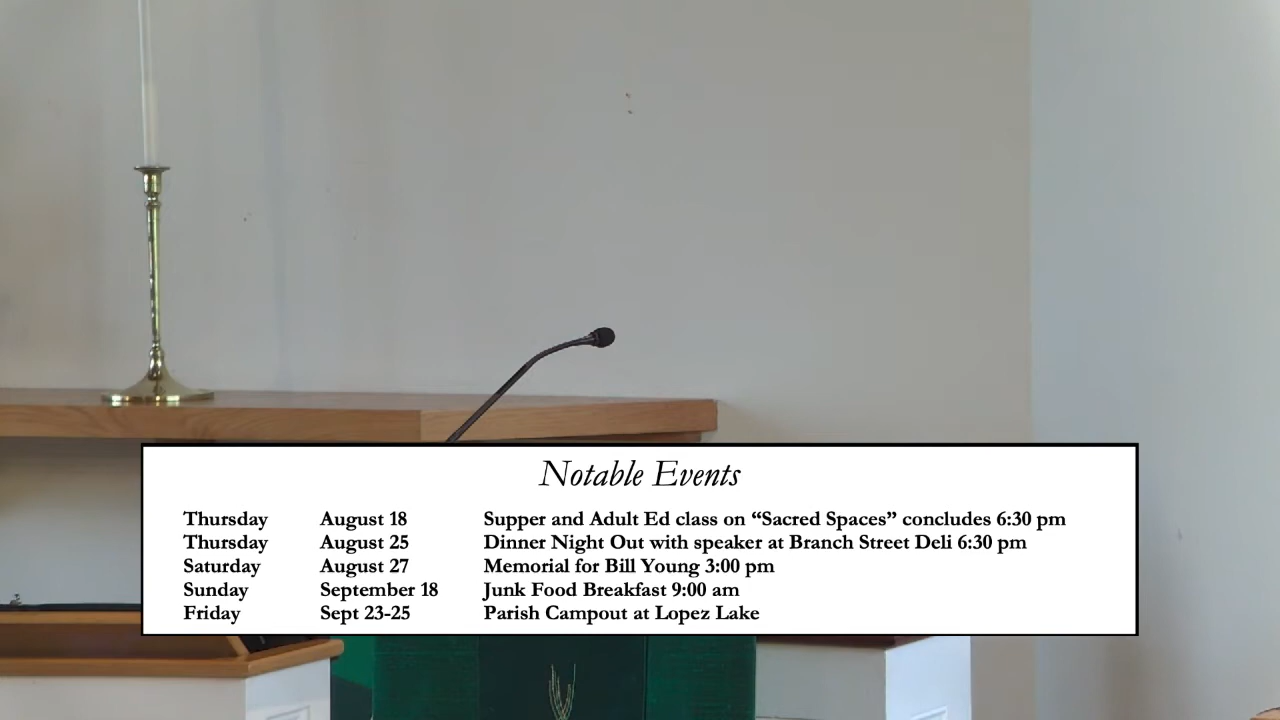 Notable Events
Thursday August 18 Supper and Adult Ed class on “Sacred Spaces” concludes 6:30 pm
Thursday August 25 Dinner Night Out with speaker at Branch Street Deli 6:30 pm
Saturday August 27 Memorial for Bill Young 3:00 pm
Sunday September 18 Junk Food Breakfast 9:00 am
Friday Sept 23-25 Parish Campout at Lopez Lake